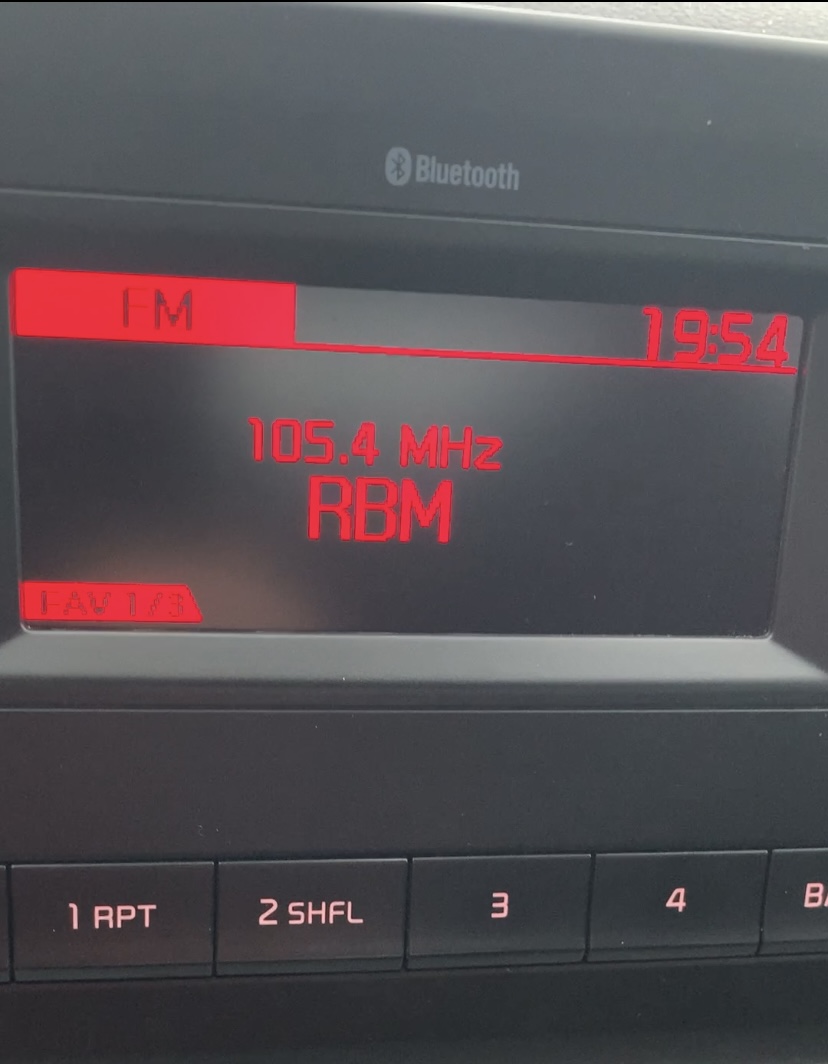 Bluetooth
FM
19:54
105.4 MHz
RBM
FAV 1/3
1 RPT
2 SHFL
3
4